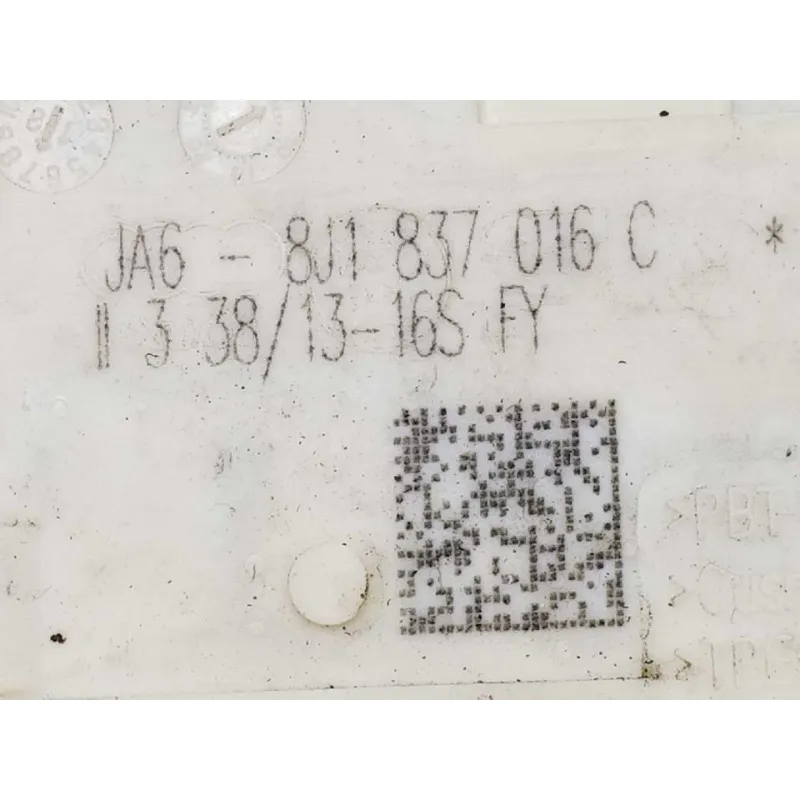 JA6 - 8J1 837 016 C *
II 3 38/13-16S FY
>PBT-